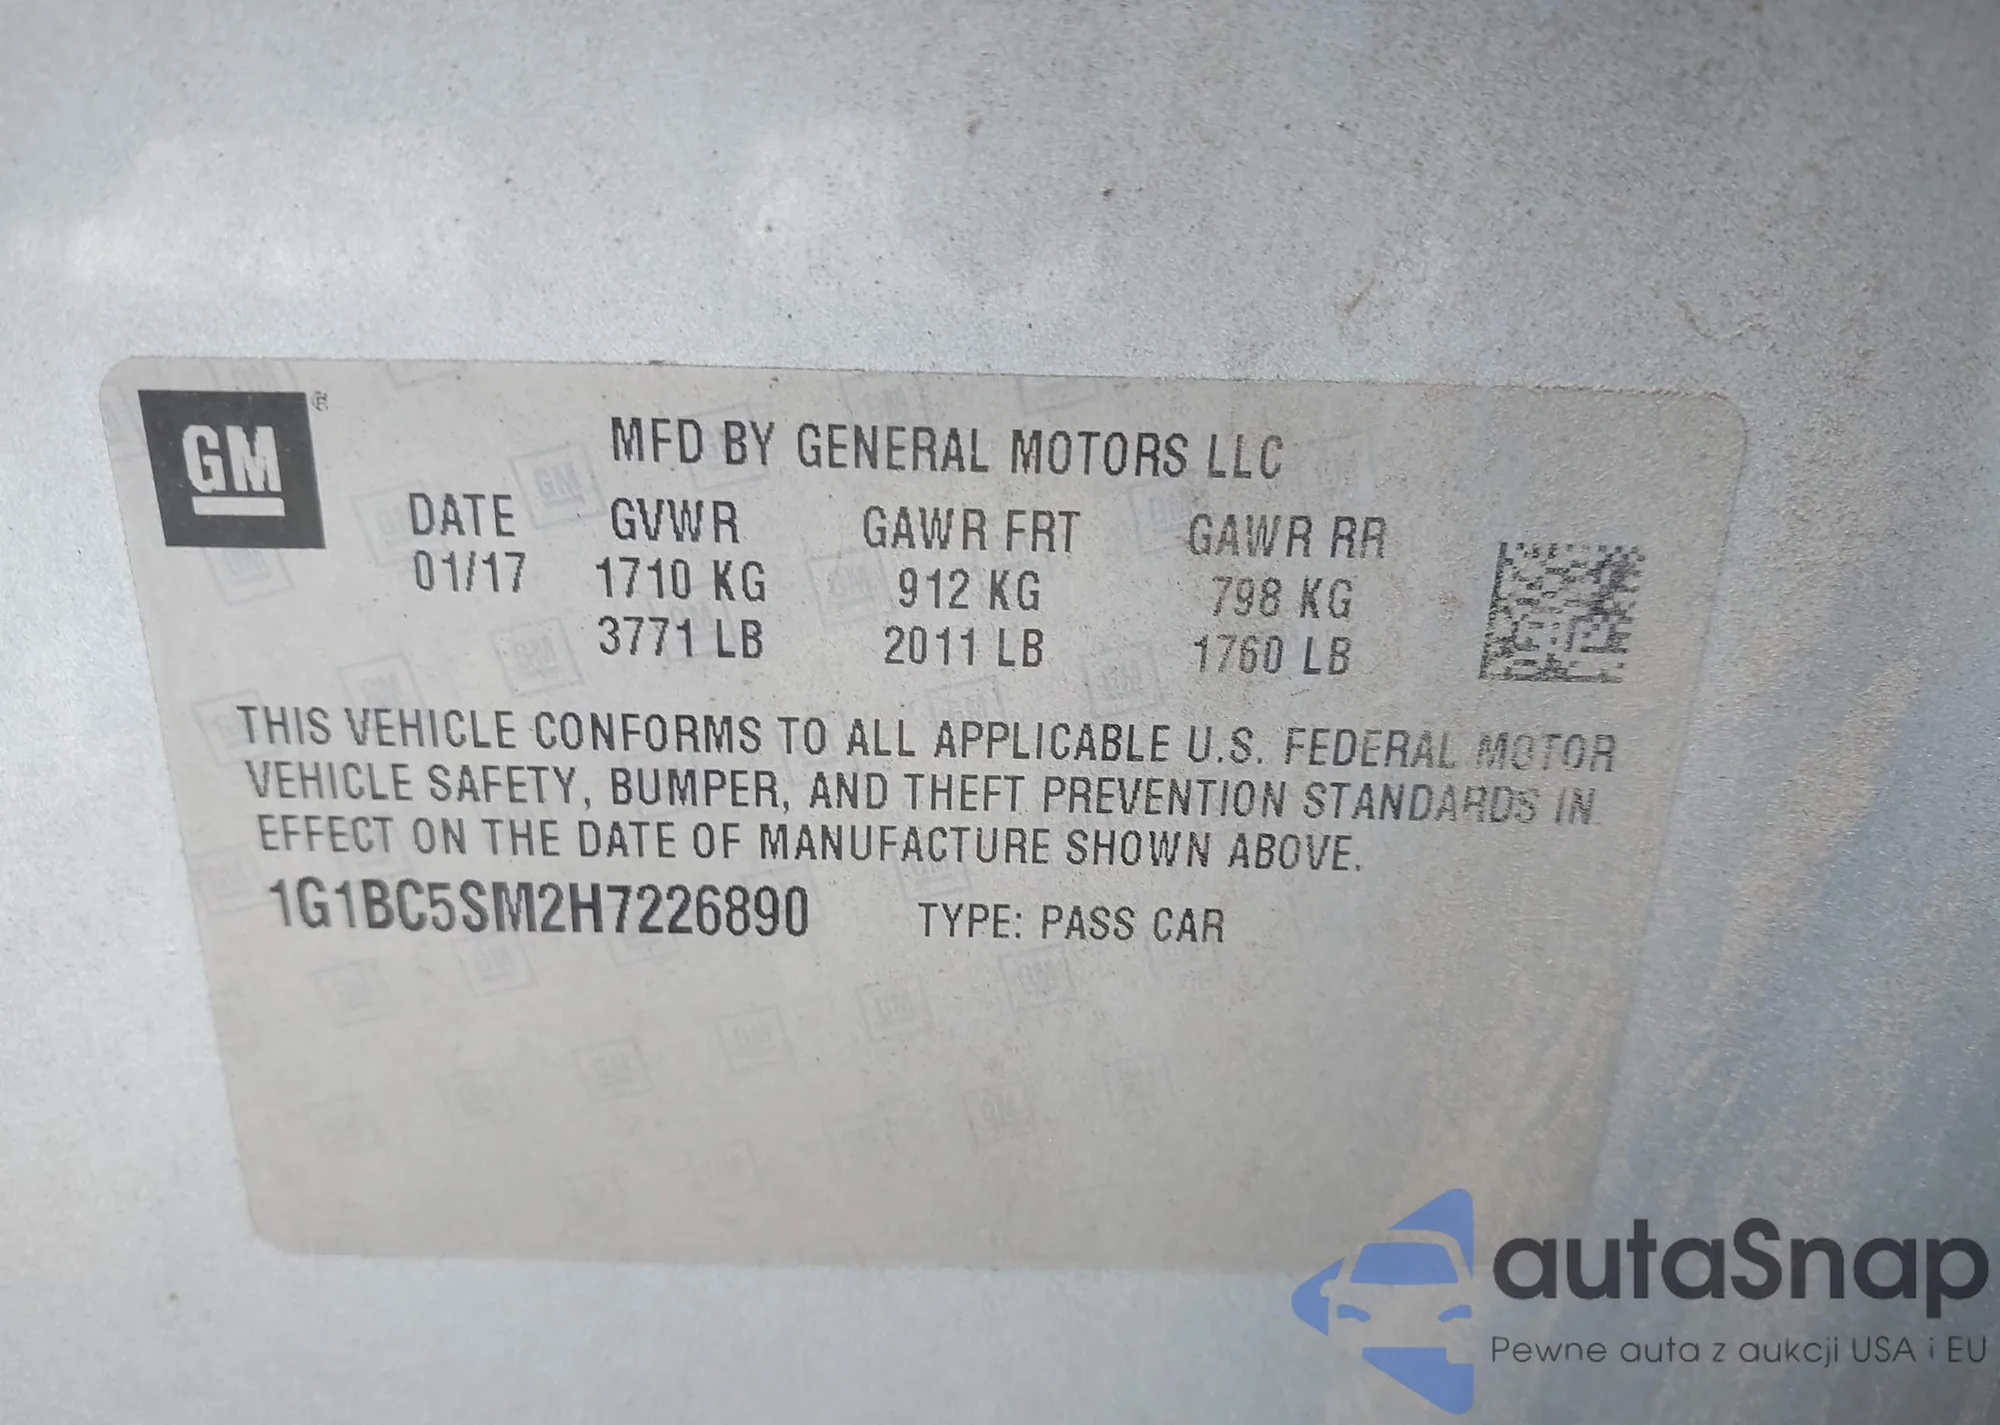 GM ®
MFD BY GENERAL MOTORS LLC
DATE GVWR GAWR FRT GAWR RR
01/17 1710 KG 912 KG 798 KG
3771 LB 2011 LB 1760 LB
THIS VEHICLE CONFORMS TO ALL APPLICABLE U.S. FEDERAL MOTOR
VEHICLE SAFETY, BUMPER, AND THEFT PREVENTION STANDARDS IN
EFFECT ON THE DATE OF MANUFACTURE SHOWN ABOVE.
1G1BC5SM2H7226890 TYPE: PASS CAR
autaSnap
Pewne auta z aukcji USA i EU